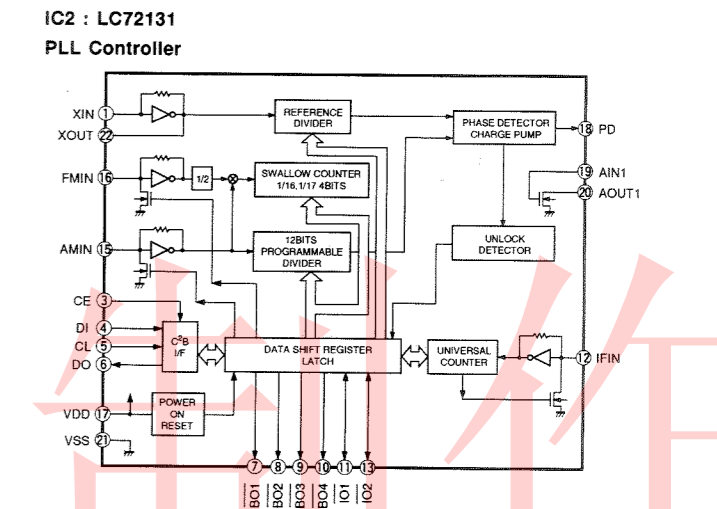 IC2 : LC72131
PLL Controller
XIN 1
XOUT 22
REFERENCE
DIVIDER
PHASE DETECTOR
CHARGE PUMP
18 PD
FMIN 16
1/2
SWALLOW COUNTER
1/16, 1/17 4BITS
19 AIN1
20 AOUT1
AMIN 15
12BITS
PROGRAMMABLE
DIVIDER
UNLOCK
DETECTOR
CE 3
DI 4
CL 5
DO 6
C²B
I/F
DATA SHIFT REGISTER
LATCH
UNIVERSAL
COUNTER
12 IFIN
VDD 17
POWER
ON
RESET
VSS 21
7 8 9 10 11 13
BO1
BO2
BO3
BO4
IO1
IO2